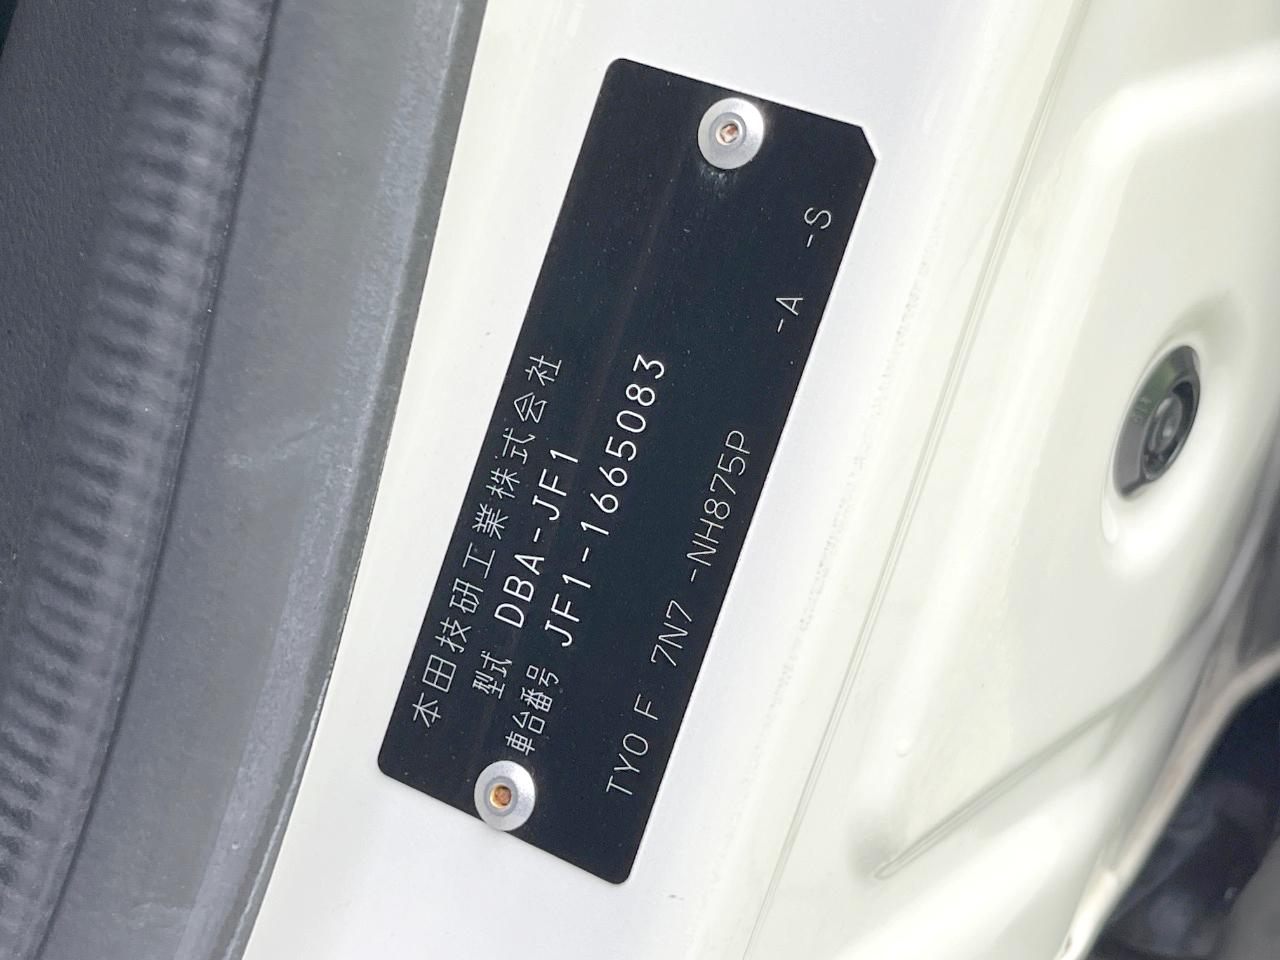 本田技研工業株式会社
型式 DBA-JF1
車台番号 JF1-1665083
TY0 F 7N7 -NH875P -A -S